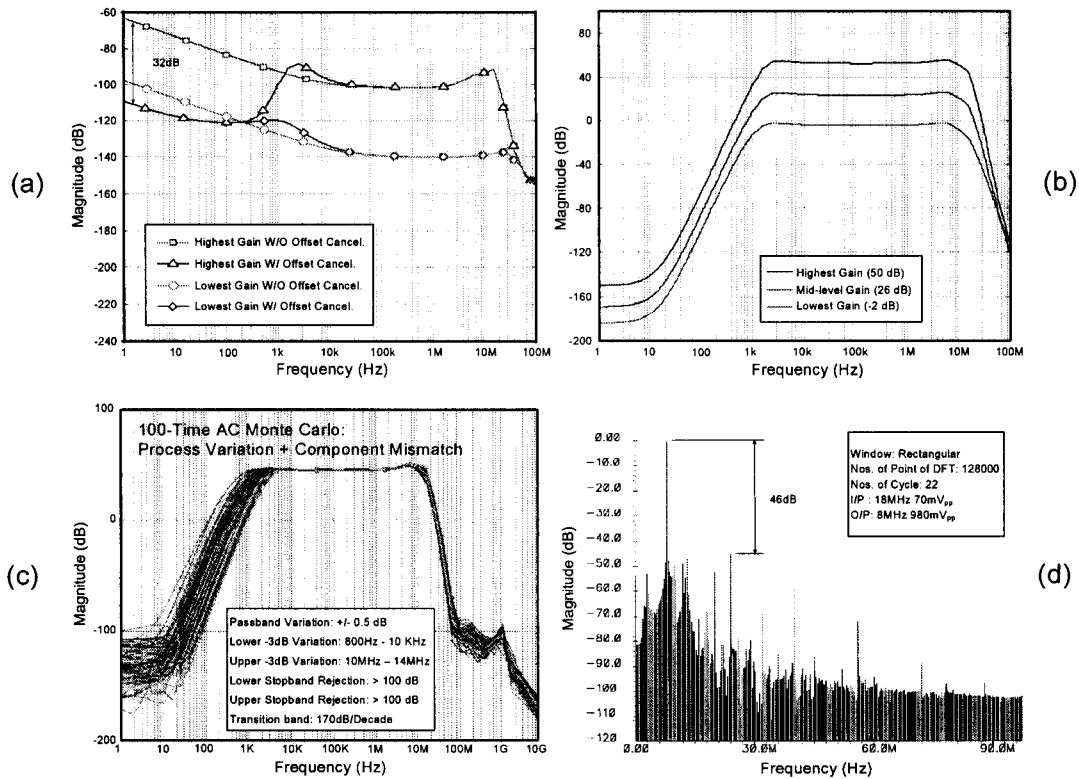 (a)
Magnitude (dB)
-60
-80
-100
-120
-140
-160
-180
-200
-220
-240
32dB
Highest Gain W/O Offset Cancel.
Highest Gain W/ Offset Cancel.
Lowest Gain W/O Offset Cancel.
Lowest Gain W/ Offset Cancel.
1 10 100 1k 10k 100k 1M 10M 100M
Frequency (Hz)
(b)
Magnitude (dB)
80
40
0
-40
-80
-120
-160
-200
Highest Gain (50 dB)
Mid-level Gain (26 dB)
Lowest Gain (-2 dB)
1 10 100 1K 10K 100K 1M 10M 100M
Frequency (Hz)
(c)
Magnitude (dB)
100
0
-100
-200
100-Time AC Monte Carlo:
Process Variation + Component Mismatch
Passband Variation: +/- 0.5 dB
Lower -3dB Variation: 800Hz - 10 KHz
Upper -3dB Variation: 10MHz – 14MHz
Lower Stopband Rejection: > 100 dB
Upper Stopband Rejection: > 100 dB
Transition band: 170dB/Decade
1 10 100 1K 10K 100K 1M 10M 100M 1G 10G
Frequency (Hz)
(d)
Magnitude (dB)
0.00
-10.0
-20.0
-30.0
-40.0
-50.0
-60.0
-70.0
-80.0
-90.0
-100.0
-110.0
-120
46dB
Window: Rectangular
Nos. of Point of DFT: 128000
Nos. of Cycle: 22
I/P : 18MHz 70mVpp
O/P: 8MHz 980mVpp
0.00 30.0M 60.0M 90.0M
Frequency (Hz)